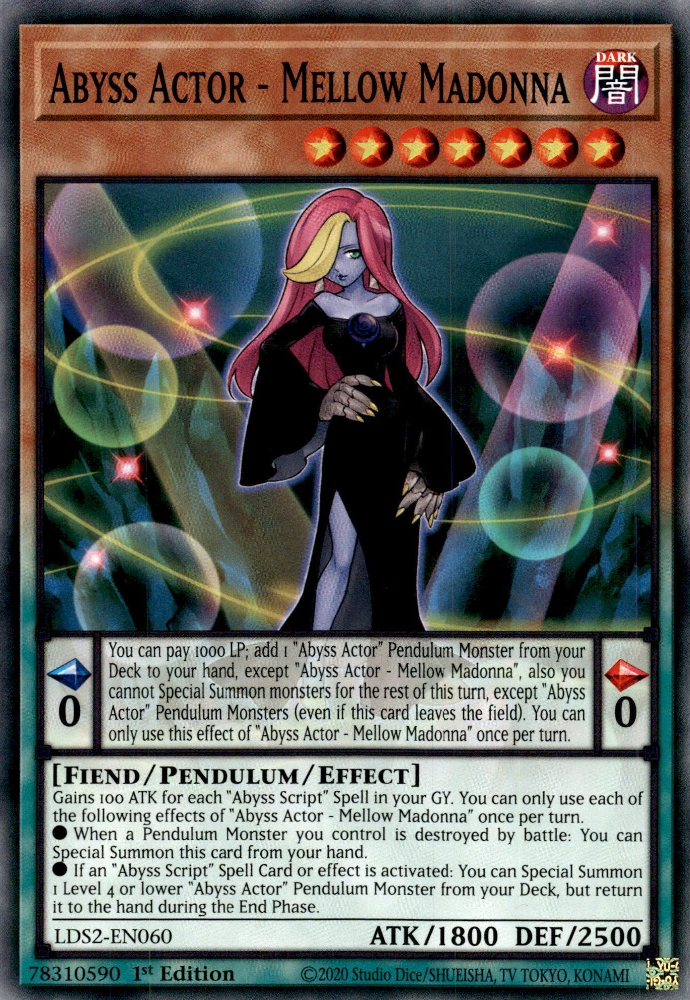 Abyss Actor - Mellow Madonna
DARK
闇
You can pay 1000 LP; add 1 "Abyss Actor" Pendulum Monster from your
Deck to your hand, except "Abyss Actor - Mellow Madonna", also you
cannot Special Summon monsters for the rest of this turn, except "Abyss
Actor" Pendulum Monsters (even if this card leaves the field). You can
only use this effect of "Abyss Actor - Mellow Madonna" once per turn.
0
0
[Fiend/Pendulum/Effect]
Gains 100 ATK for each "Abyss Script" Spell in your GY. You can only use each of
the following effects of "Abyss Actor - Mellow Madonna" once per turn.
● When a Pendulum Monster you control is destroyed by battle: You can
Special Summon this card from your hand.
● If an "Abyss Script" Spell Card or effect is activated: You can Special Summon
1 Level 4 or lower "Abyss Actor" Pendulum Monster from your Deck, but return
it to the hand during the End Phase.
LDS2-EN060
ATK/1800 DEF/2500
78310590 1st Edition
©2020 Studio Dice/SHUEISHA, TV TOKYO, KONAMI